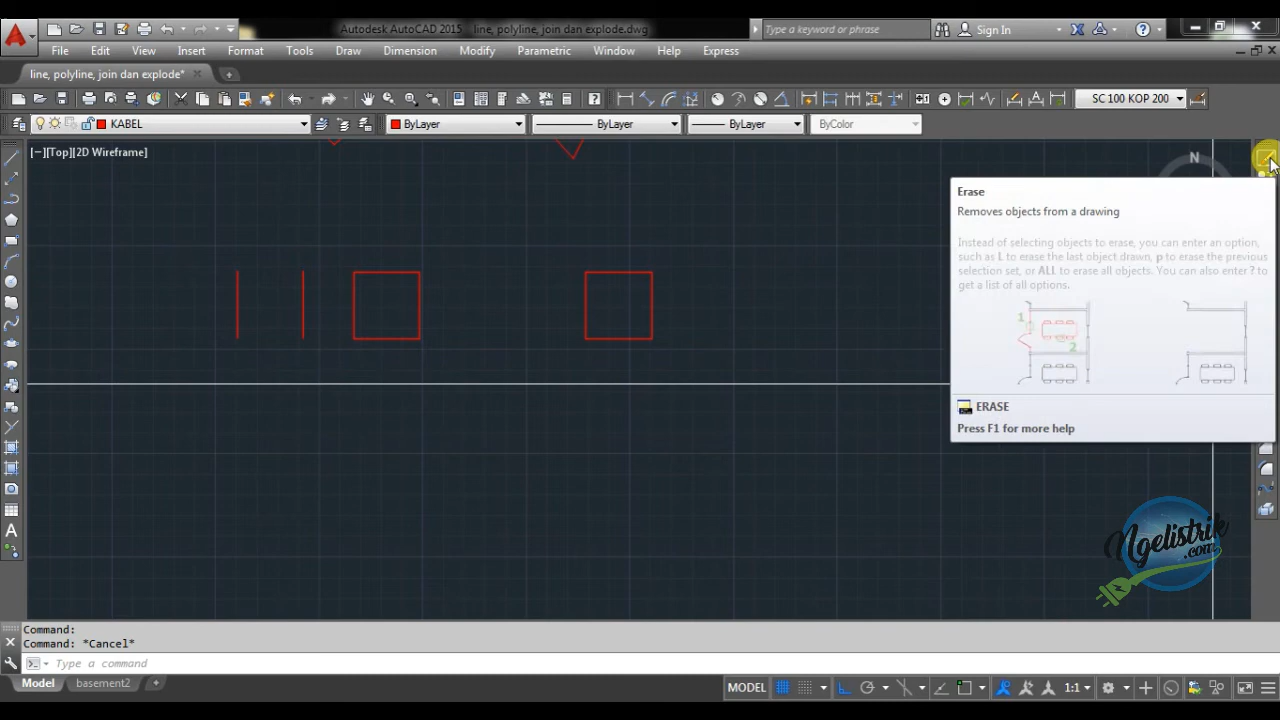 Autodesk AutoCAD 2015 line, polyline, join dan explode.dwg
Type a keyword or phrase
Sign In
File Edit View Insert Format Tools Draw Dimension Modify Parametric Window Help Express
line, polyline, join dan explode*
SC 100 KOP 200
KABEL
ByLayer
ByLayer
ByLayer
ByColor
[−][Top][2D Wireframe]
N
Erase
Removes objects from a drawing
Instead of selecting objects to erase, you can enter an option,
such as L to erase the last object drawn, p to erase the previous
selection set, or ALL to erase all objects. You can also enter ? to
get a list of all options.
1
2
ERASE
Press F1 for more help
Ngelistrik
.com
A
Command:
Command: *Cancel*
Type a command
Model basement2
MODEL
1:1